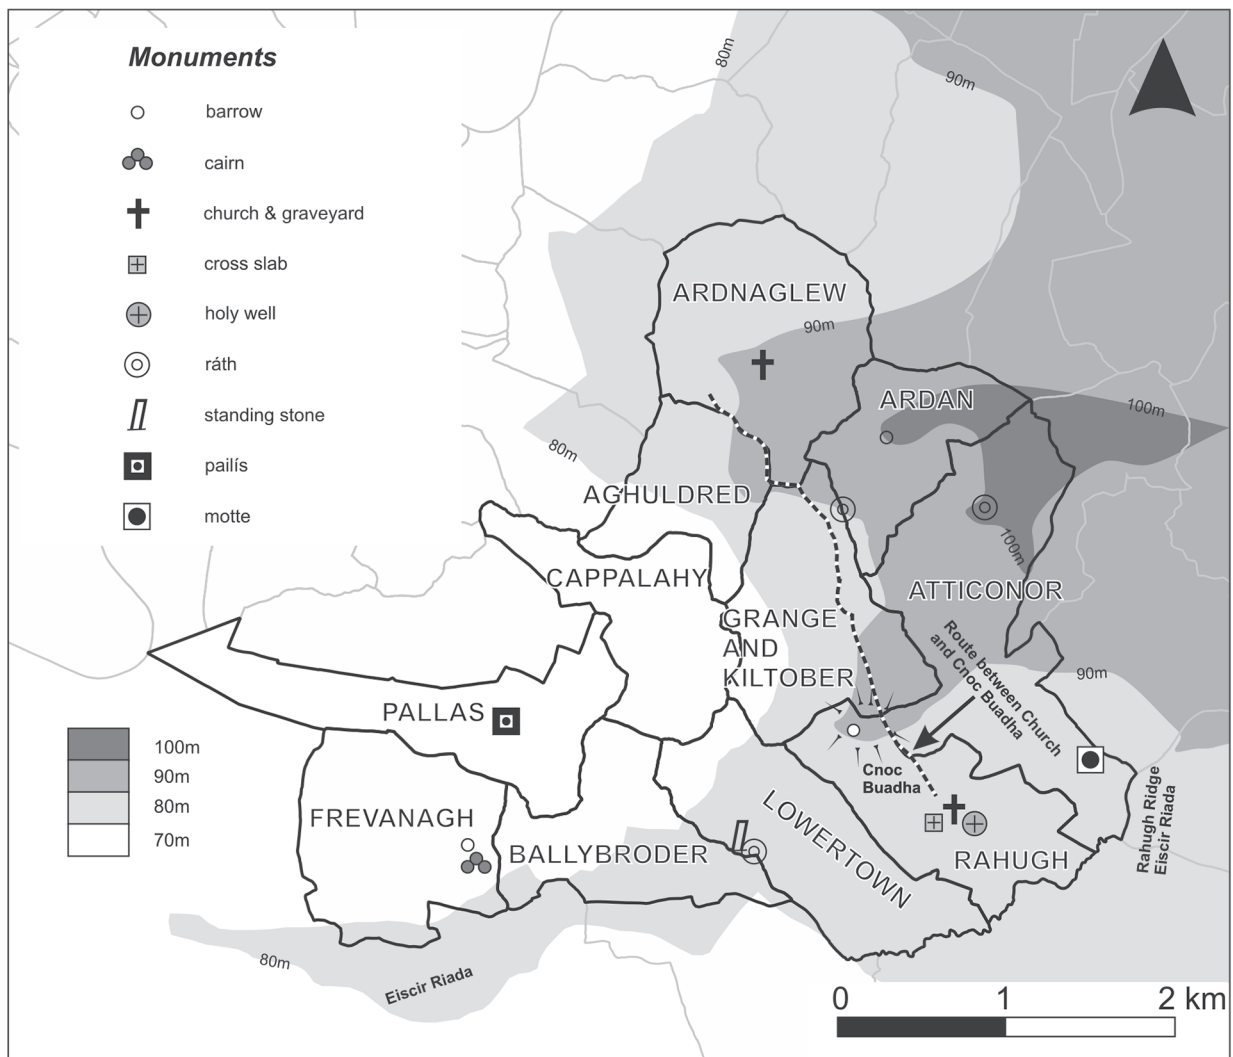 Monuments
barrow
cairn
church & graveyard
cross slab
holy well
ráth
standing stone
pailís
motte
80m
90m
ARDNAGLEW
90m
ARDAN
100m
80m
AGHULDRED
100m
CAPPALAHY
ATTICONOR
GRANGE
AND
KILTOBER
Route between Church
and Cnoc Buadha
90m
PALLAS
100m
90m
80m
70m
Cnoc
Buadha
FREVANAGH
BALLYBRODER
LOWERTOWN
RAHUGH
Rahugh Ridge
Eiscir Riada
80m
Eiscir Riada
0 1 2 km